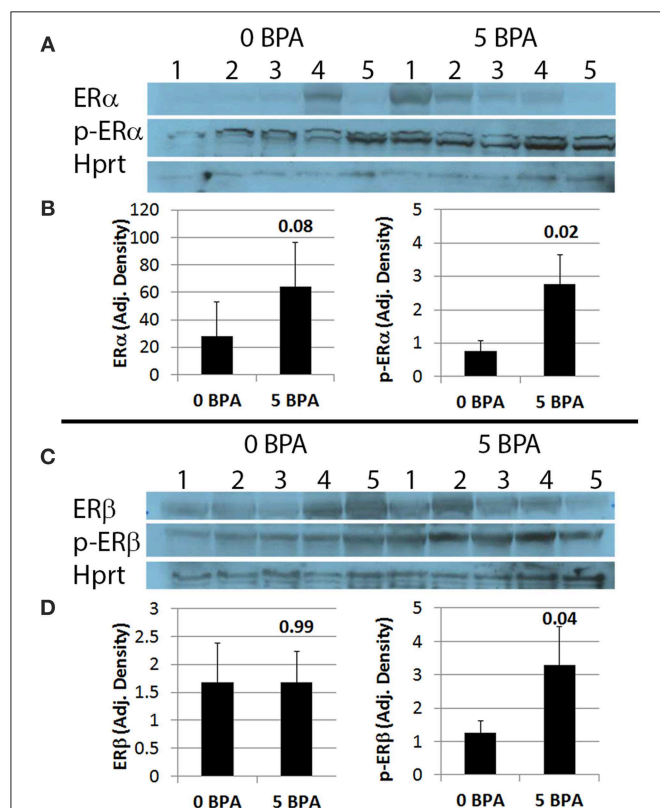 A
0 BPA 5 BPA
1 2 3 4 5 1 2 3 4 5
ERα
p-ERα
Hprt
B
ERα (Adj. Density)
120
100
80
60
40
20
0
0.08
0 BPA 5 BPA
p-ERα (Adj. Density)
5
4
3
2
1
0
0.02
0 BPA 5 BPA
C
0 BPA 5 BPA
1 2 3 4 5 1 2 3 4 5
ERβ
p-ERβ
Hprt
D
ERβ (Adj. Density)
3
2.5
2
1.5
1
0.5
0
0.99
0 BPA 5 BPA
p-ERβ (Adj. Density)
5
4
3
2
1
0
0.04
0 BPA 5 BPA